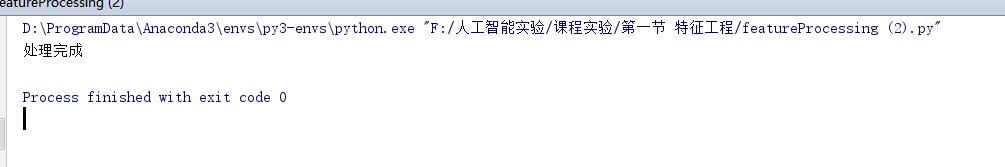 featureProcessing (2)
D:\ProgramData\Anaconda3\envs\py3-envs\python.exe "F:/人工智能实验/课程实验/第一节 特征工程/featureProcessing (2).py"
处理完成
Process finished with exit code 0